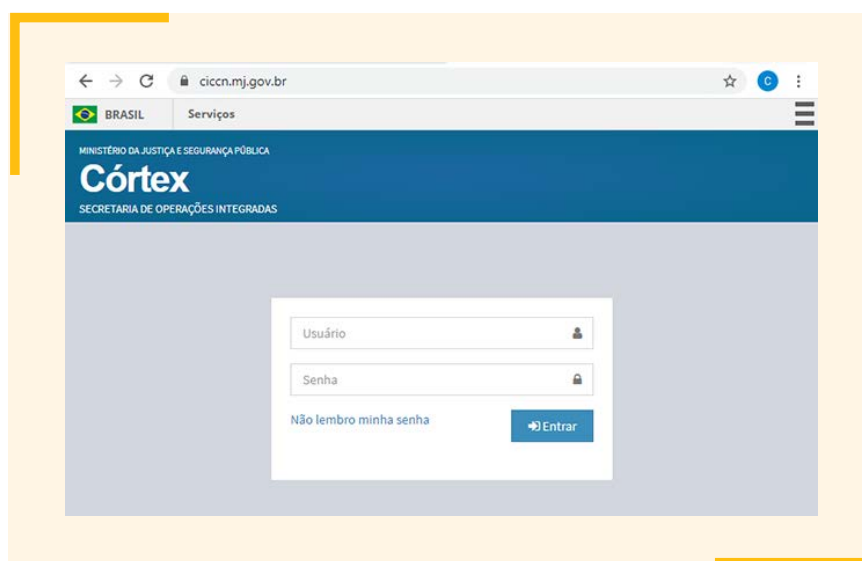 ciccn.mj.gov.br
C
BRASIL Serviços
MINISTÉRIO DA JUSTIÇA E SEGURANÇA PÚBLICA
Córtex
SECRETARIA DE OPERAÇÕES INTEGRADAS
Usuário
Senha
Não lembro minha senha Entrar